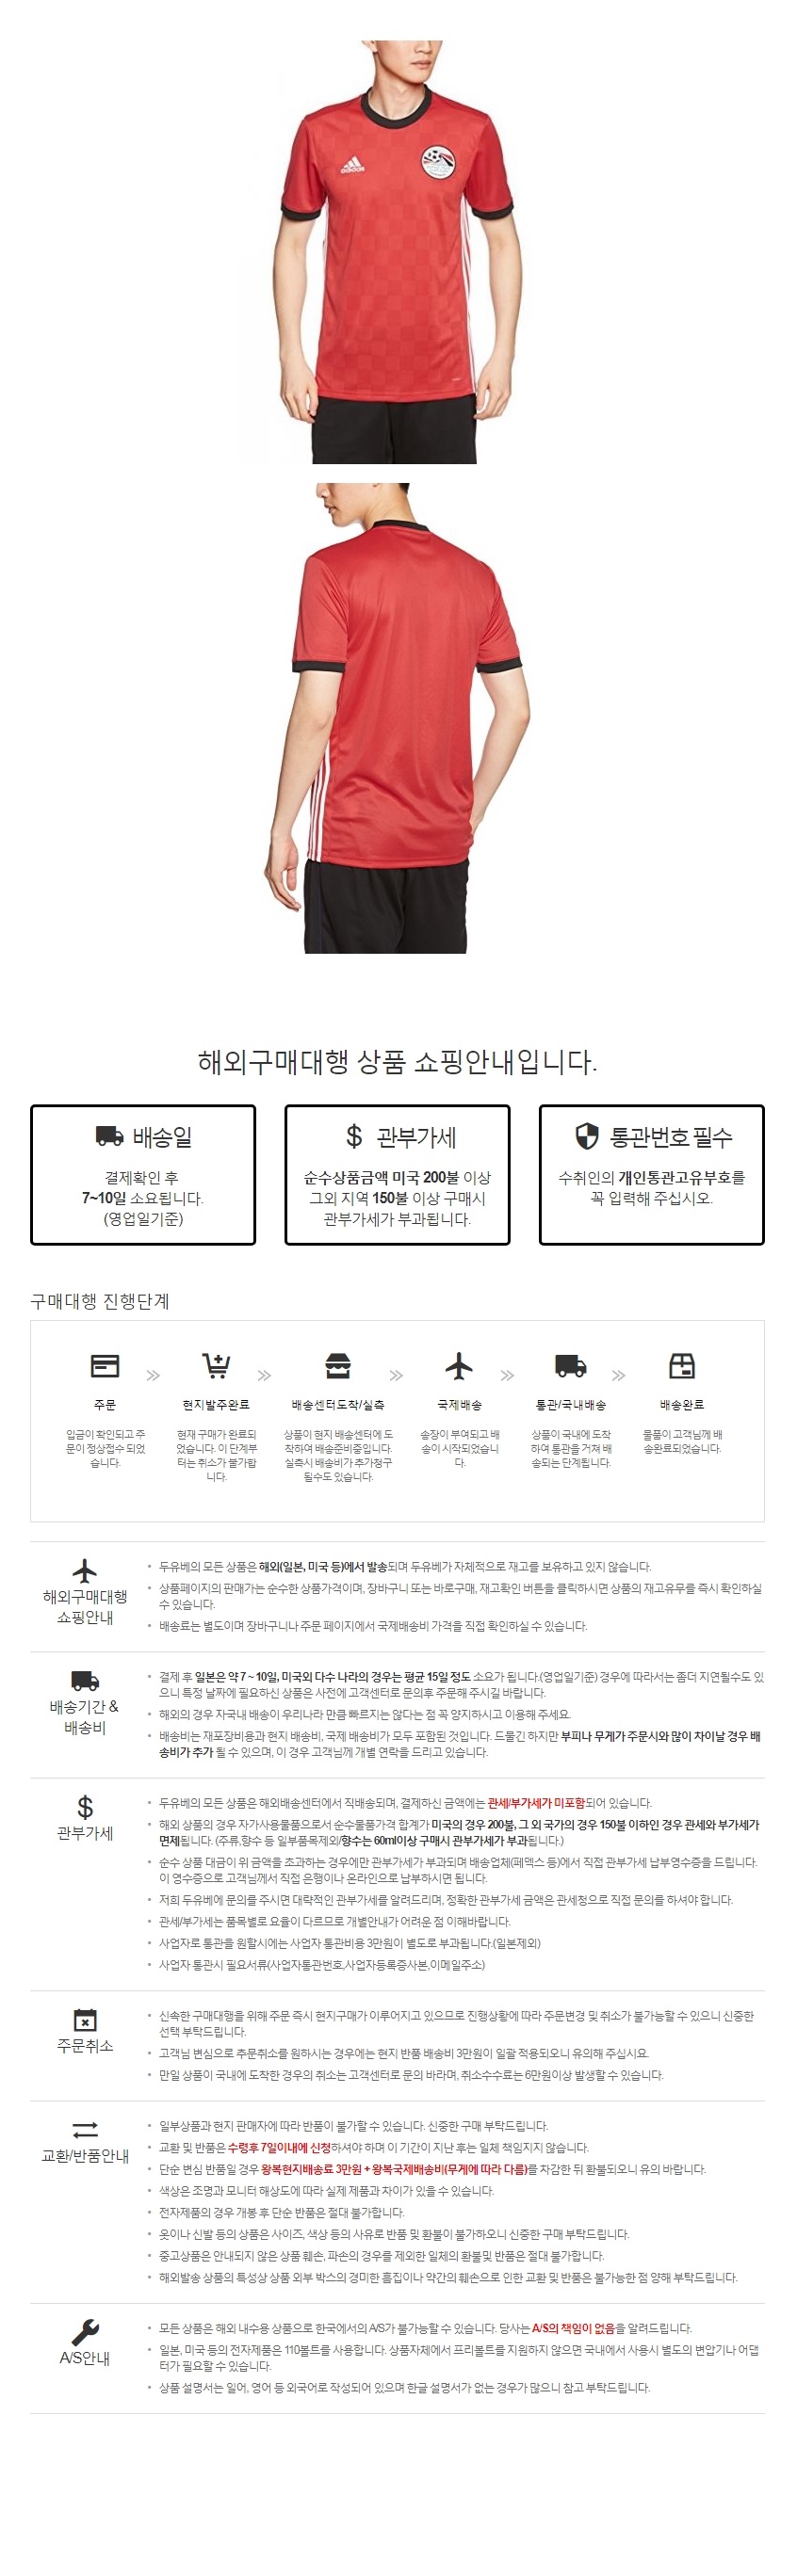 adidas
해외구매대행 상품 쇼핑안내입니다.
배송일
결제확인 후
7~10일 소요됩니다.
(영업일기준)
관부가세
순수상품금액 미국 200불 이상
그외 지역 150불 이상 구매시
관부가세가 부과됩니다.
통관번호 필수
수취인의 개인통관고유부호를
꼭 입력해 주십시오.
구매대행 진행단계
주문
입금이 확인되고 주
문이 정상접수 되었
습니다.
현지발주완료
현재 구매가 완료되
었습니다. 이 단계부
터는 취소가 불가합
니다.
배송센터도착/실측
상품이 현지 배송센터에 도
착하여 배송준비중입니다.
실측시 배송비가 추가청구
될수도 있습니다.
국제배송
송장이 부여되고 배
송이 시작되었습니
다.
통관/국내배송
상품이 국내에 도착
하여 통관을 거쳐 배
송되는 단계됩니다.
배송완료
물품이 고객님께 배
송완료되었습니다.
해외구매대행
쇼핑안내
• 두유베의 모든 상품은 해외(일본, 미국 등)에서 발송되며 두유베가 자체적으로 재고를 보유하고 있지 않습니다.
• 상품페이지의 판매가는 순수한 상품가격이며, 장바구니 또는 바로구매, 재고확인 버튼을 클릭하시면 상품의 재고유무를 즉시 확인하실
수 있습니다.
• 배송료는 별도이며 장바구니나 주문 페이지에서 국제배송비 가격을 직접 확인하실 수 있습니다.
배송기간 &
배송비
• 결제 후 일본은 약 7 ~ 10일, 미국외 다수 나라의 경우는 평균 15일 정도 소요가 됩니다.(영업일기준) 경우에 따라서는 좀더 지연될수도 있
으니 특정 날짜에 필요하신 상품은 사전에 고객센터로 문의후 주문해 주시길 바랍니다.
• 해외의 경우 자국내 배송이 우리나라 만큼 빠르지는 않다는 점 꼭 양지하시고 이용해 주세요.
• 배송비는 재포장비용과 현지 배송비, 국제 배송비가 모두 포함된 것입니다. 드물긴 하지만 부피나 무게가 주문시와 많이 차이날 경우 배
송비가 추가 될 수 있으며, 이 경우 고객님께 개별 연락을 드리고 있습니다.
관부가세
• 두유베의 모든 상품은 해외배송센터에서 직배송되며, 결제하신 금액에는 관세/부가세가 미포함되어 있습니다.
• 해외 상품의 경우 자가사용물품으로서 순수물품가격 합계가 미국의 경우 200불, 그 외 국가의 경우 150불 이하인 경우 관세와 부가세가
면제됩니다. (주류,향수 등 일부품목제외/향수는 60ml이상 구매시 관부가세가 부과됩니다.)
• 순수 상품 대금이 위 금액을 초과하는 경우에만 관부가세가 부과되며 배송업체(페덱스 등)에서 직접 관부가세 납부영수증을 드립니다.
이 영수증으로 고객님께서 직접 은행이나 온라인으로 납부하시면 됩니다.
• 저희 두유베에 문의를 주시면 대략적인 관부가세를 알려드리며, 정확한 관부가세 금액은 관세청으로 직접 문의를 하셔야 합니다.
• 관세/부가세는 품목별로 요율이 다르므로 개별안내가 어려운 점 이해바랍니다.
• 사업자로 통관을 원할시에는 사업자 통관비용 3만원이 별도로 부과됩니다.(일본제외)
• 사업자 통관시 필요서류(사업자통관번호,사업자등록증사본,이메일주소)
주문취소
• 신속한 구매대행을 위해 주문 즉시 현지구매가 이루어지고 있으므로 진행상황에 따라 주문변경 및 취소가 불가능할 수 있으니 신중한
선택 부탁드립니다.
• 고객님 변심으로 주문취소를 원하시는 경우에는 현지 반품 배송비 3만원이 일괄 적용되오니 유의해 주십시요.
• 만일 상품이 국내에 도착한 경우의 취소는 고객센터로 문의 바라며, 취소수수료는 6만원이상 발생할 수 있습니다.
교환/반품안내
• 일부상품과 현지 판매자에 따라 반품이 불가할 수 있습니다. 신중한 구매 부탁드립니다.
• 교환 및 반품은 수령후 7일이내에 신청하셔야 하며 이 기간이 지난 후는 일체 책임지지 않습니다.
• 단순 변심 반품일 경우 왕복현지배송료 3만원 + 왕복국제배송비(무게에 따라 다름)를 차감한 뒤 환불되오니 유의 바랍니다.
• 색상은 조명과 모니터 해상도에 따라 실제 제품과 차이가 있을 수 있습니다.
• 전자제품의 경우 개봉 후 단순 반품은 절대 불가합니다.
• 옷이나 신발 등의 상품은 사이즈, 색상 등의 사유로 반품 및 환불이 불가하오니 신중한 구매 부탁드립니다.
• 중고상품은 안내되지 않은 상품 훼손, 파손의 경우를 제외한 일체의 환불및 반품은 절대 불가합니다.
• 해외발송 상품의 특성상 상품 외부 박스의 경미한 흠집이나 약간의 훼손으로 인한 교환 및 반품은 불가능한 점 양해 부탁드립니다.
A/S안내
• 모든 상품은 해외 내수용 상품으로 한국에서의 A/S가 불가능할 수 있습니다. 당사는 A/S의 책임이 없음을 알려드립니다.
• 일본, 미국 등의 전자제품은 110볼트를 사용합니다. 상품자체에서 프리볼트를 지원하지 않으면 국내에서 사용시 별도의 변압기나 어댑
터가 필요할 수 있습니다.
• 상품 설명서는 일어, 영어 등 외국어로 작성되어 있으며 한글 설명서가 없는 경우가 많으니 참고 부탁드립니다.